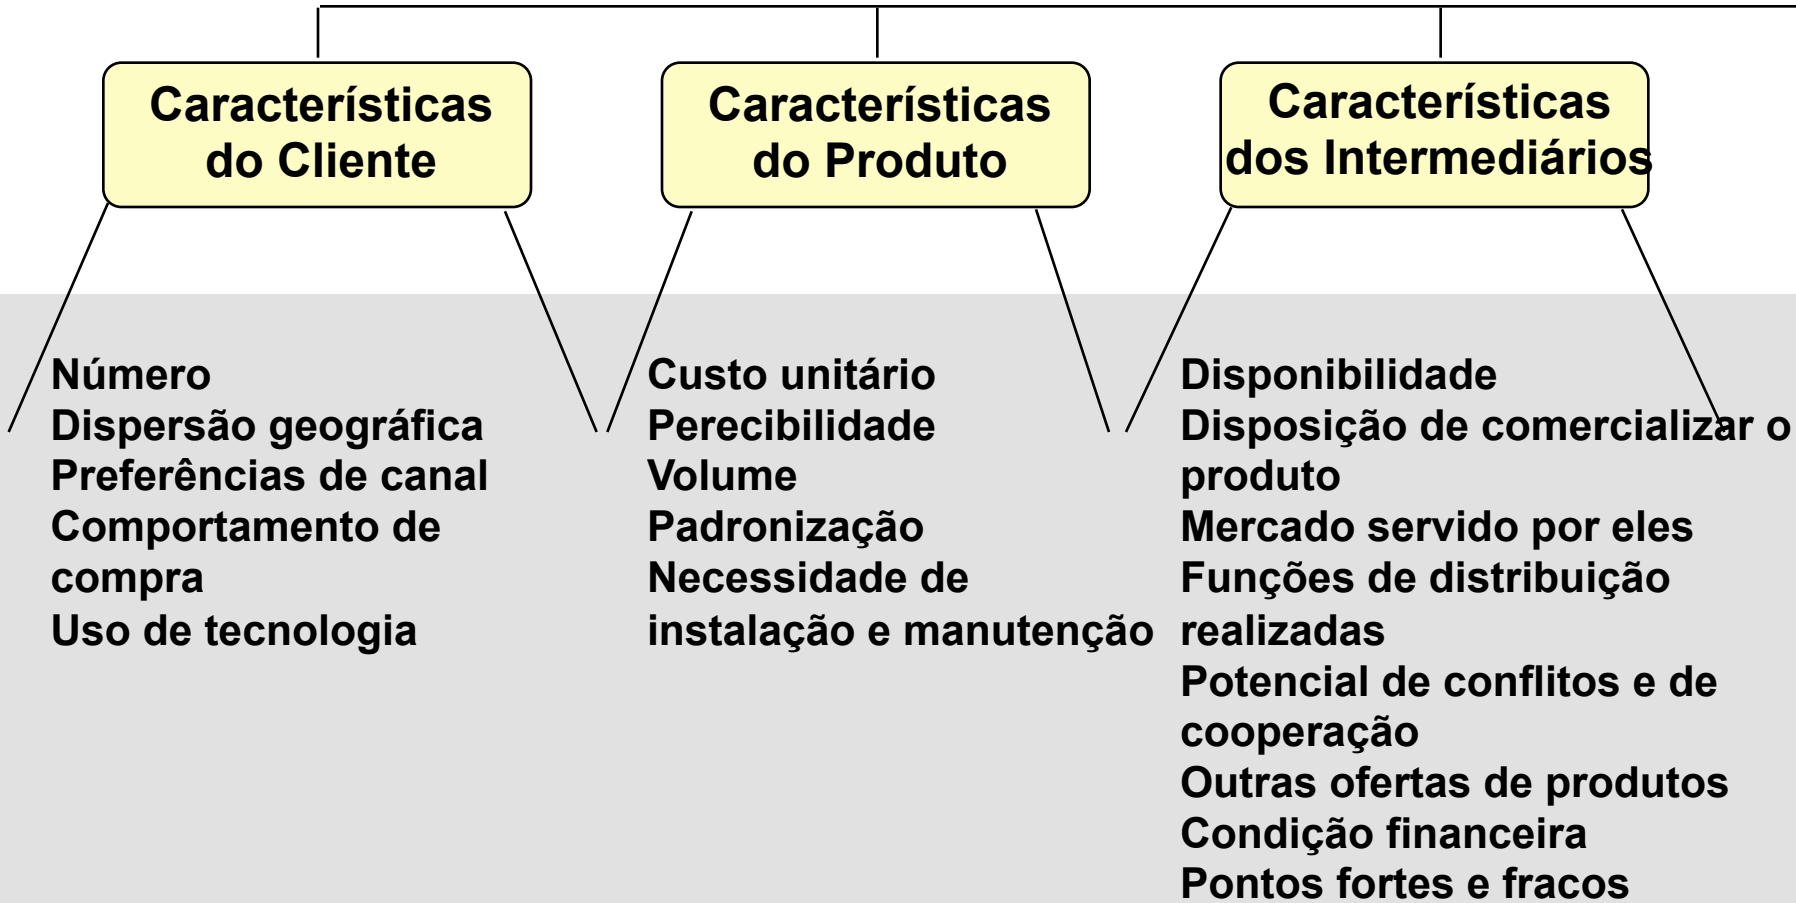 Características
do Cliente
Características
do Produto
Características
dos Intermediários
Número
Dispersão geográfica
Preferências de canal
Comportamento de
compra
Uso de tecnologia
Custo unitário
Perecibilidade
Volume
Padronização
Necessidade de
instalação e manutenção
Disponibilidade
Disposição de comercializar o
produto
Mercado servido por eles
Funções de distribuição
realizadas
Potencial de conflitos e de
cooperação
Outras ofertas de produtos
Condição financeira
Pontos fortes e fracos